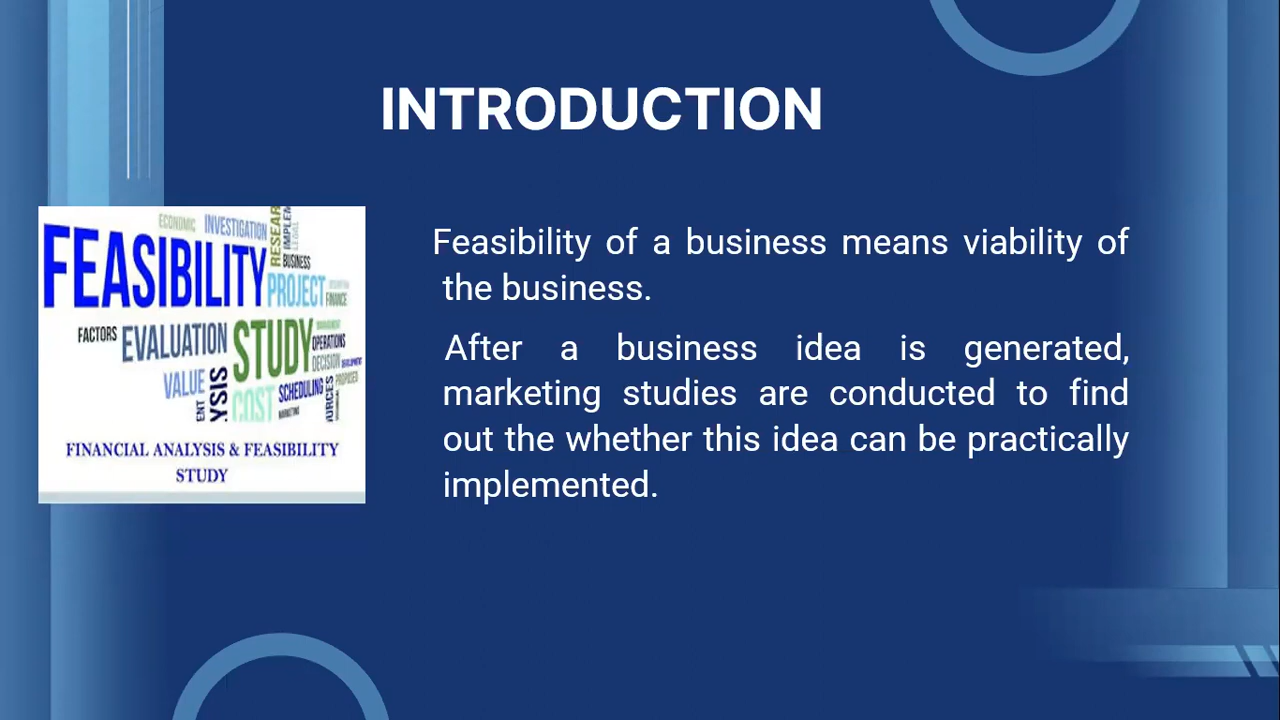 INTRODUCTION
Feasibility of a business means viability of
the business.
After a business idea is generated,
marketing studies are conducted to find
out the whether this idea can be practically
implemented.
ECONOMIC INVESTIGATION
FEASIBILITY
BUSINESS
PROJECT
FINANCE
FACTORS EVALUATION STUDY
OPERATIONS
DECISION
VALUE
COST
SCHEDULING
FINANCIAL ANALYSIS & FEASIBILITY
STUDY